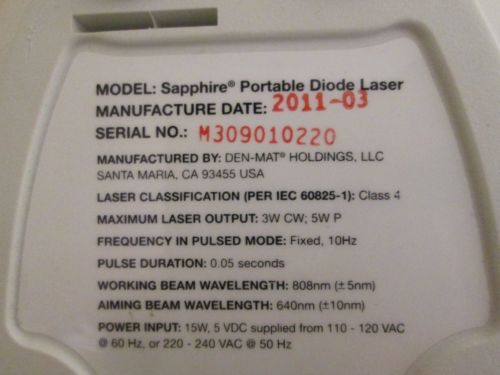 MODEL: Sapphire® Portable Diode Laser
MANUFACTURE DATE: 2011-03
SERIAL NO.: M309010220
MANUFACTURED BY: DEN-MAT® HOLDINGS, LLC
SANTA MARIA, CA 93455 USA
LASER CLASSIFICATION (PER IEC 60825-1): Class 4
MAXIMUM LASER OUTPUT: 3W CW; 5W P
FREQUENCY IN PULSED MODE: Fixed, 10Hz
PULSE DURATION: 0.05 seconds
WORKING BEAM WAVELENGTH: 808nm (±5nm)
AIMING BEAM WAVELENGTH: 640nm (±10nm)
POWER INPUT: 15W, 5 VDC supplied from 110 - 120 VAC
@ 60 Hz, or 220 - 240 VAC @ 50 Hz